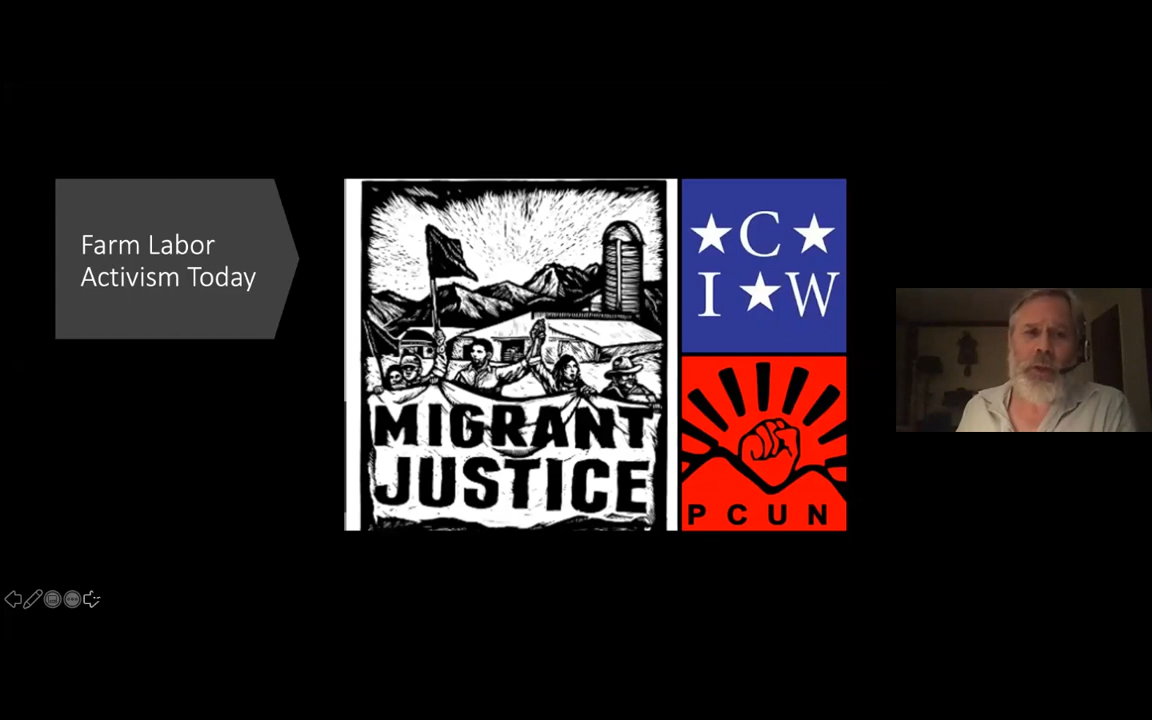 Farm Labor
Activism Today
MIGRANT
JUSTICE
C
I W
PCUN